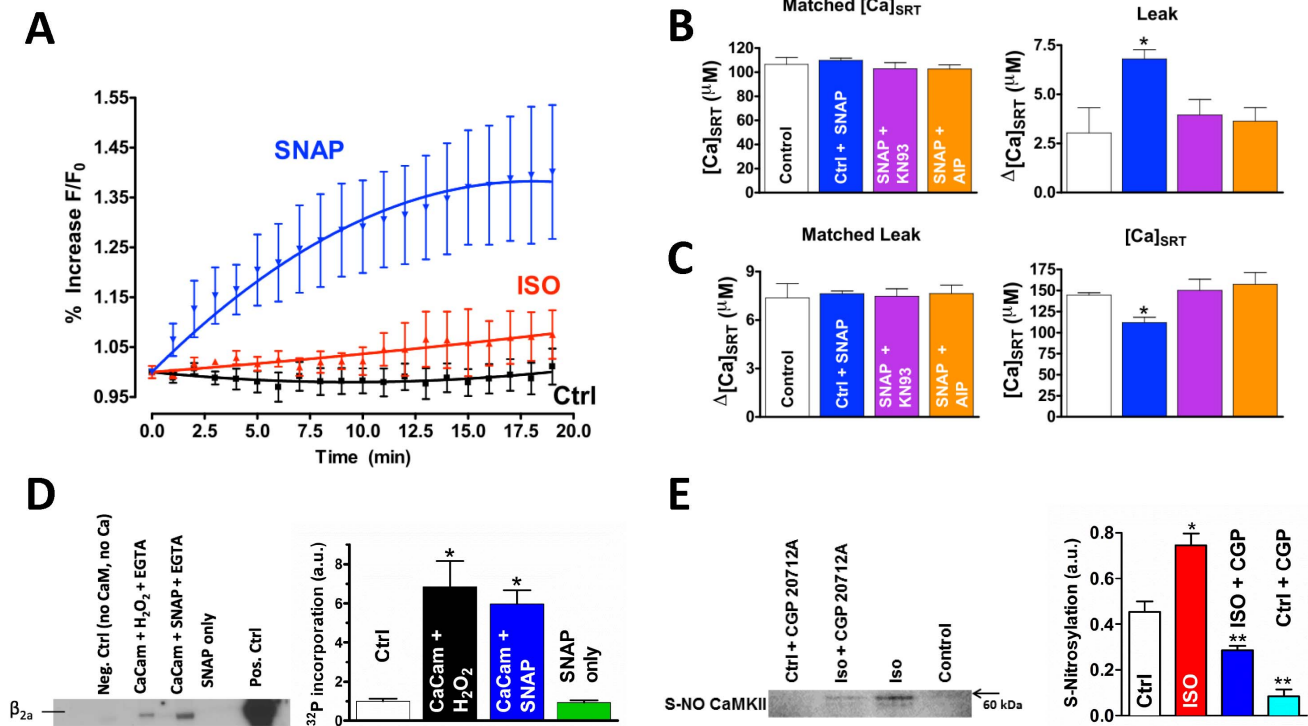 A
% Increase F/F0
1.55
1.45
1.35
1.25
1.15
1.05
0.95
SNAP
ISO
Ctrl
0.0
2.5
5.0
7.5
10.0
12.5
15.0
17.5
20.0
Time (min)
B
Matched [Ca]SRT
[Ca]SRT (µM)
120
100
80
60
40
20
0
Control
Ctrl + SNAP
SNAP +
KN93
SNAP +
AIP
Leak
Δ[Ca]SRT (µM)
7.5
5.0
2.5
0.0
*
C
Matched Leak
Δ[Ca]SRT (µM)
9
6
3
0
Control
Ctrl + SNAP
SNAP +
KN93
SNAP +
AIP
[Ca]SRT
[Ca]SRT (µM)
175
150
125
100
75
50
25
0
*
D
Neg. Ctrl (no CaM, no Ca)
CaCam + H2O2 + EGTA
CaCam + SNAP + EGTA
SNAP only
Pos. Ctrl
β2a
32P incorporation (a.u.)
8
6
4
2
0
Ctrl
*
CaCam +
H2O2
*
CaCam +
SNAP
SNAP
only
E
Ctrl + CGP 20712A
Iso + CGP 20712A
Iso
Control
S-NO CaMKII
60 kDa
S-Nitrosylation (a.u.)
0.8
0.6
0.4
0.2
0.0
Ctrl
*
ISO
ISO + CGP
**
Ctrl + CGP
**